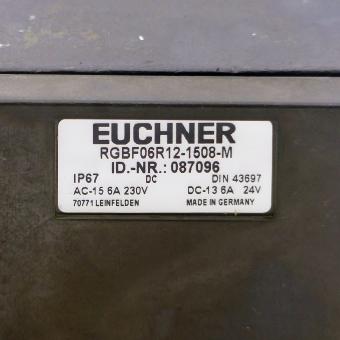 EUCHNER
RGBF06R12-1508-M
ID.-NR.: 087096
IP67 DC DIN 43697
AC-15 6A 230V DC-13 6A 24V
70771 LEINFELDEN MADE IN GERMANY